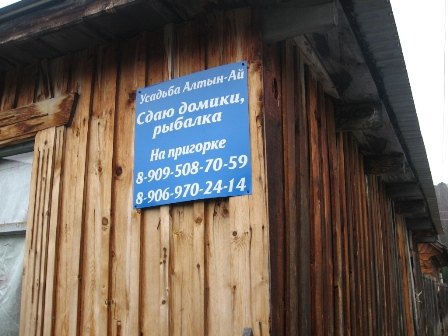 Усадьба Алтын-Ай
Сдаю домики,
рыбалка
На пригорке
8-909-508-70-59
8-906-970-24-14